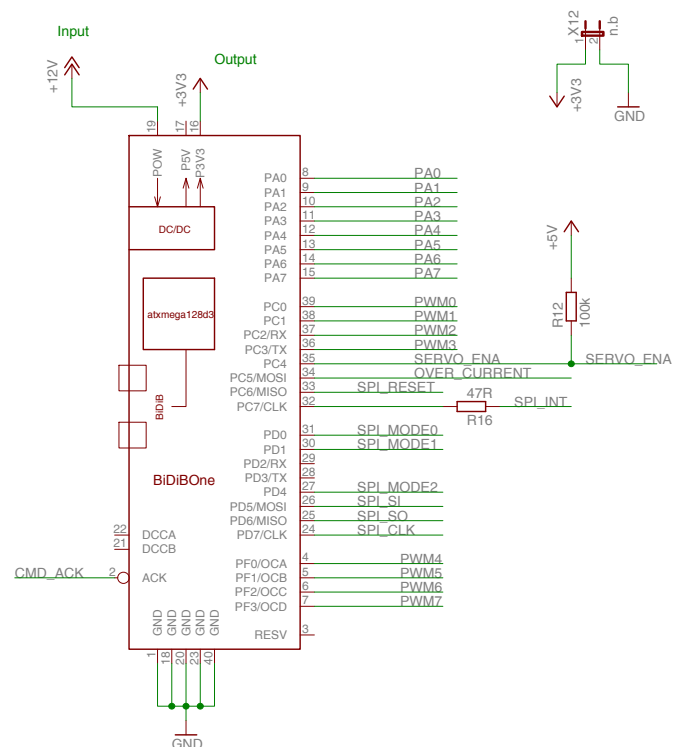 Input
+12V
Output
+3V3
19
17
16
POW
P5V
P3V3
DC/DC
atxmega128d3
BiDiB
BiDiBOne
X12
1
2
n.b
+3V3
GND
PA0 8 PA0
PA1 9 PA1
PA2 10 PA2
PA3 11 PA3
PA4 12 PA4
PA5 13 PA5
PA6 14 PA6
PA7 15 PA7
+5V
R12
100k
PC0 39 PWM0
PC1 38 PWM1
PC2/RX 37 PWM2
PC3/TX 36 PWM3
PC4 35 SERVO_ENA SERVO_ENA
PC5/MOSI 34 OVER_CURRENT
PC6/MISO 33 SPI_RESET
PC7/CLK 32 47R SPI_INT
R16
PD0 31 SPI_MODE0
PD1 30 SPI_MODE1
PD2/RX 29
PD3/TX 28
PD4 27 SPI_MODE2
PD5/MOSI 26 SPI_SI
PD6/MISO 25 SPI_SO
PD7/CLK 24 SPI_CLK
22 DCCA
21 DCCB
CMD_ACK 2 ACK
PF0/OCA 4 PWM4
PF1/OCB 5 PWM5
PF2/OCC 6 PWM6
PF3/OCD 7 PWM7
RESV 3
GND
GND
GND
GND
GND
1
18
20
23
40
GND